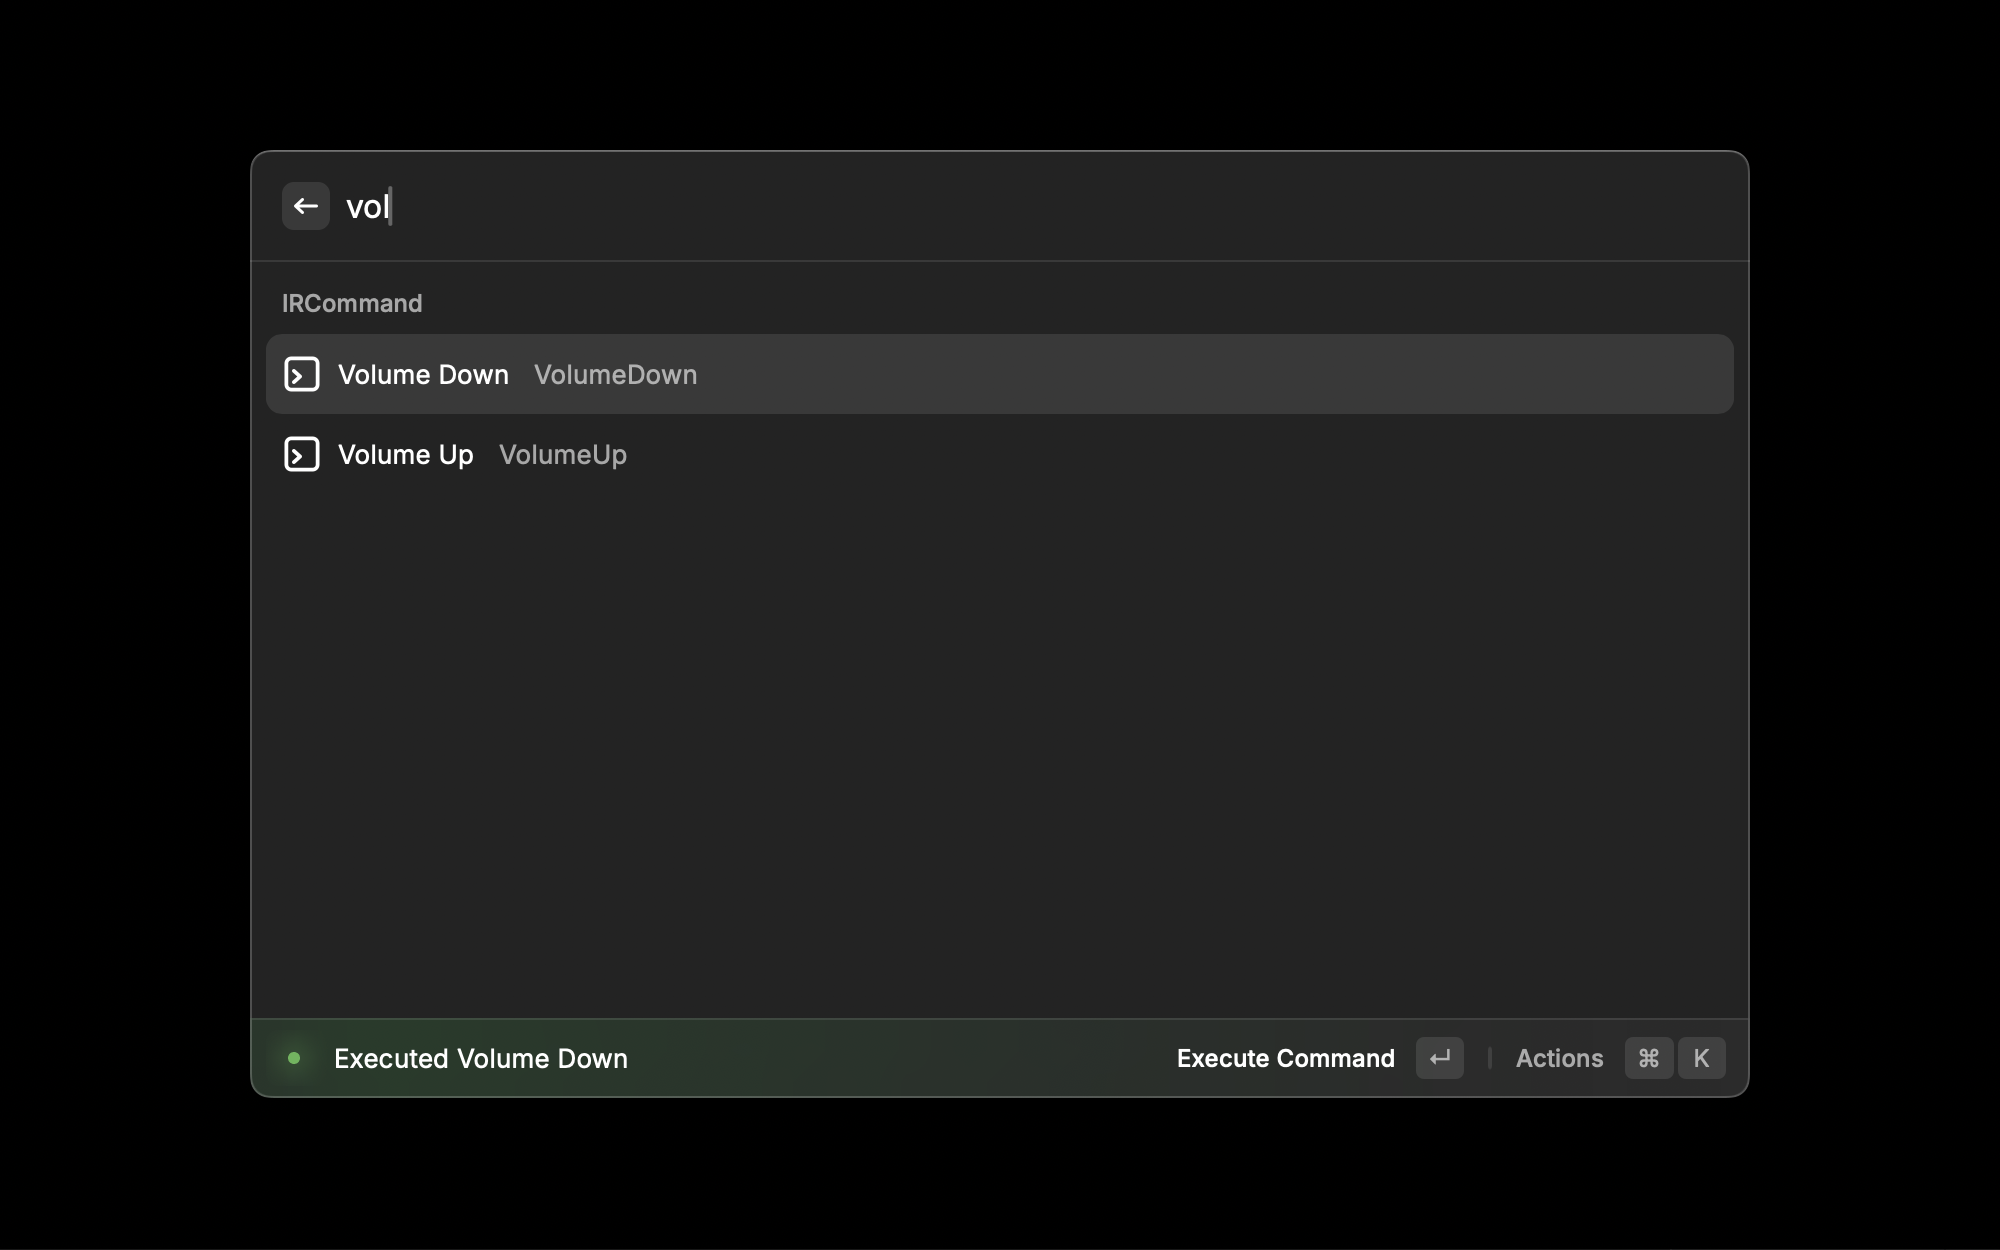 vol
IRCommand
Volume Down VolumeDown
Volume Up VolumeUp
Executed Volume Down Execute Command ↵ Actions ⌘ K